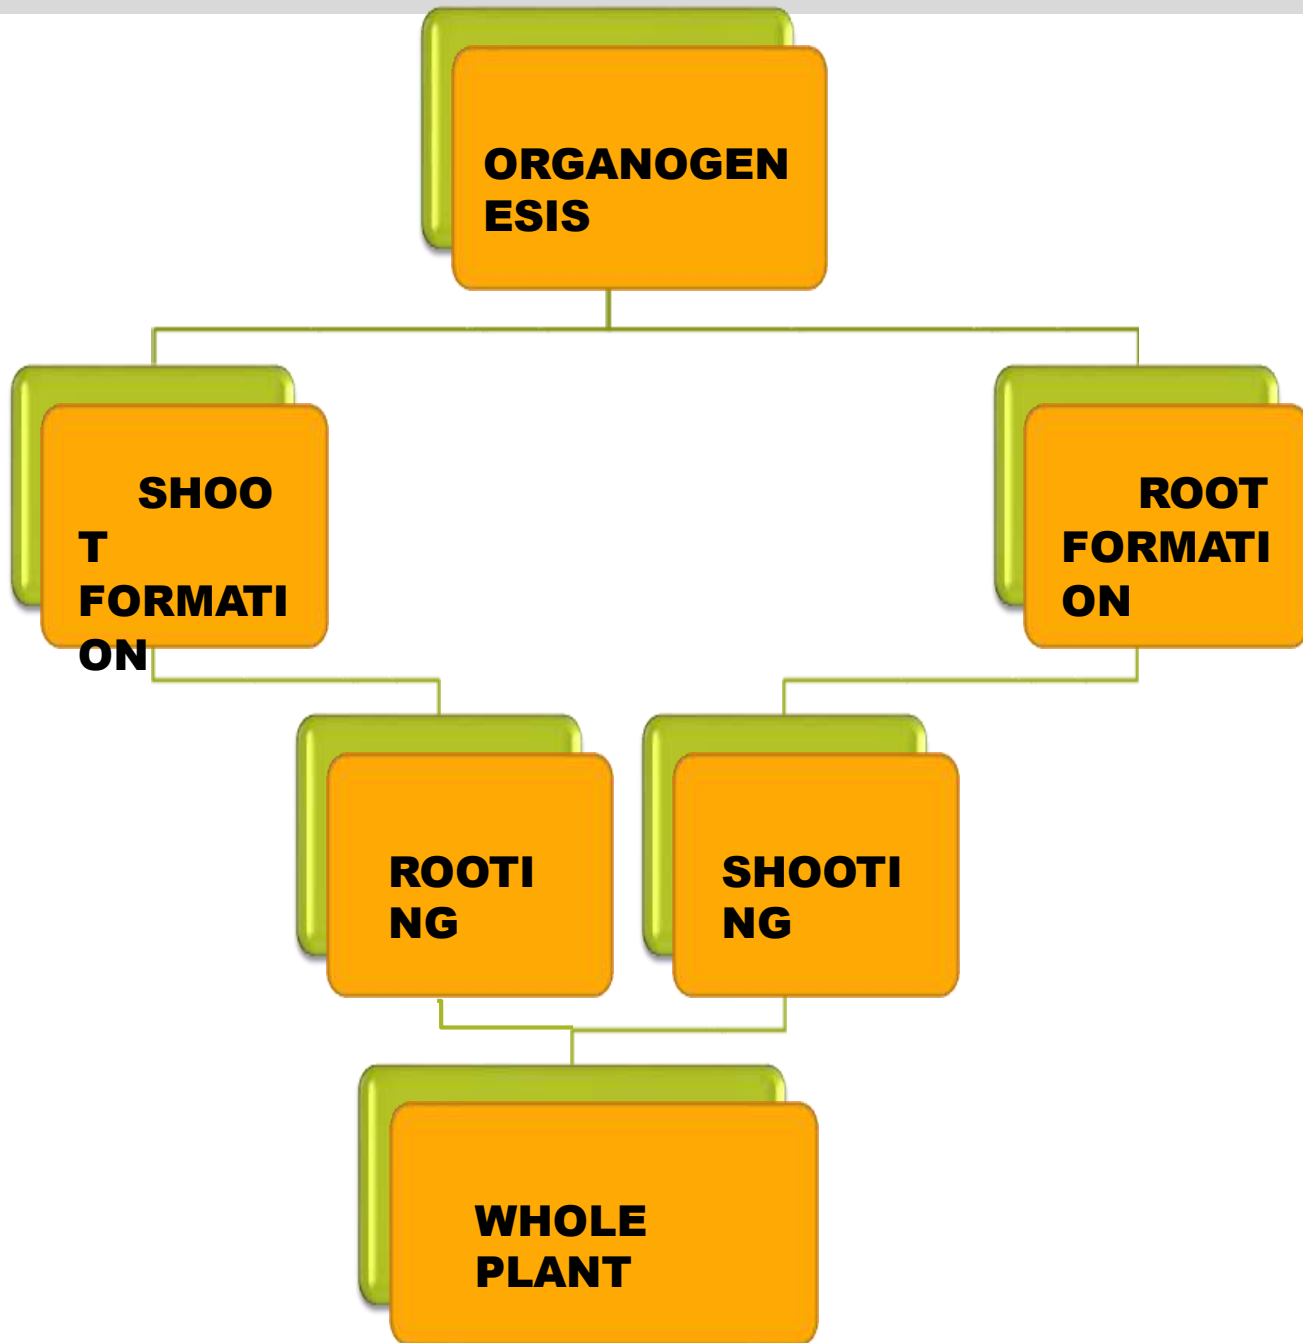 ORGANOGEN
ESIS
SHOO
T
FORMATI
ON
ROOT
FORMATI
ON
ROOTI
NG
SHOOTI
NG
WHOLE
PLANT